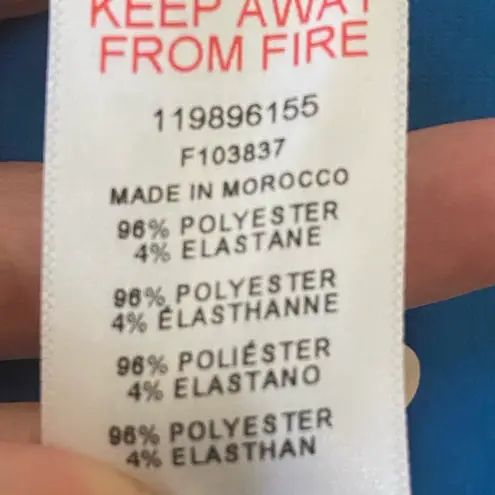 KEEP AWAY
FROM FIRE
119896155
F103837
MADE IN MOROCCO
96% POLYESTER
4% ELASTANE
96% POLYESTER
4% ÉLASTHANNE
96% POLIÉSTER
4% ELASTANO
96% POLYESTER
4% ELASTHAN